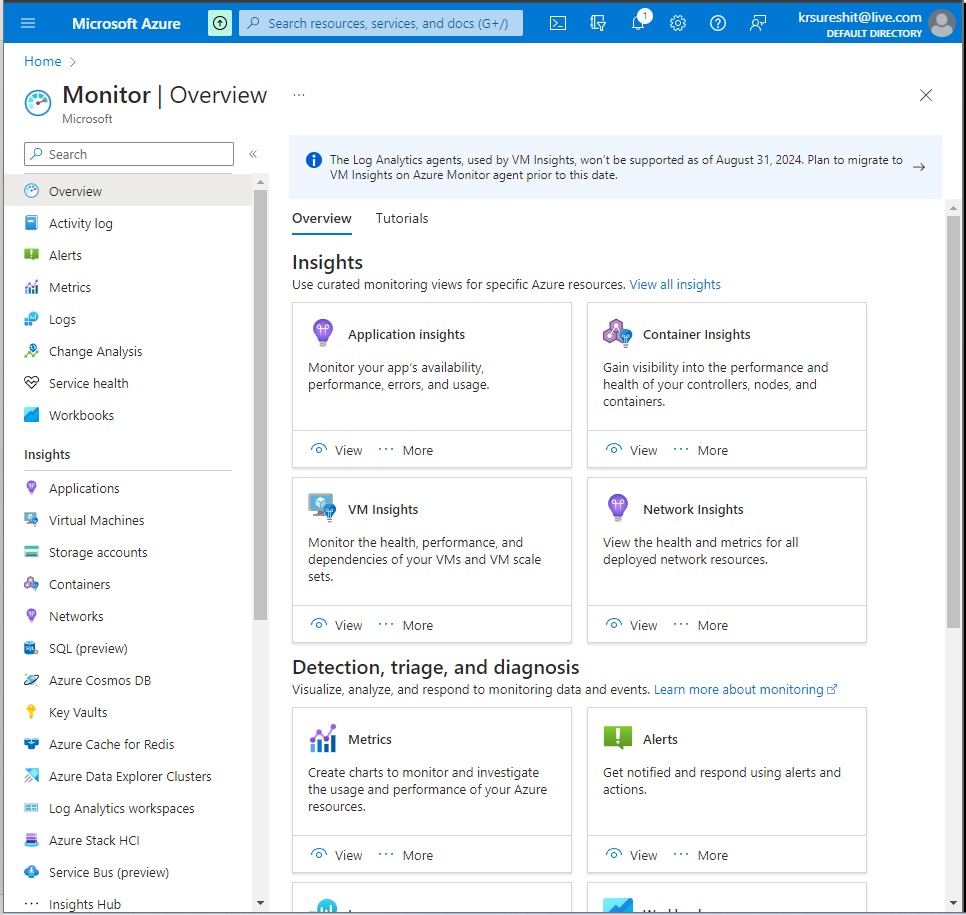 Microsoft Azure
Search resources, services, and docs (G+/)
1
krsureshit@live.com
DEFAULT DIRECTORY
Home
Monitor | Overview
...
Microsoft
Search
«
Overview
Activity log
Alerts
Metrics
Logs
Change Analysis
Service health
Workbooks
Insights
Applications
Virtual Machines
Storage accounts
Containers
Networks
SQL (preview)
Azure Cosmos DB
Key Vaults
Azure Cache for Redis
Azure Data Explorer Clusters
Log Analytics workspaces
Azure Stack HCI
Service Bus (preview)
Insights Hub
The Log Analytics agents, used by VM Insights, won't be supported as of August 31, 2024. Plan to migrate to
VM Insights on Azure Monitor agent prior to this date.
Overview Tutorials
Insights
Use curated monitoring views for specific Azure resources. View all insights
Application insights
Monitor your app's availability,
performance, errors, and usage.
View ... More
Container Insights
Gain visibility into the performance and
health of your controllers, nodes, and
containers.
View ... More
VM Insights
Monitor the health, performance, and
dependencies of your VMs and VM scale
sets.
View ... More
Network Insights
View the health and metrics for all
deployed network resources.
View ... More
Detection, triage, and diagnosis
Visualize, analyze, and respond to monitoring data and events. Learn more about monitoring
Metrics
Create charts to monitor and investigate
the usage and performance of your Azure
resources.
View ... More
Alerts
Get notified and respond using alerts and
actions.
View ... More